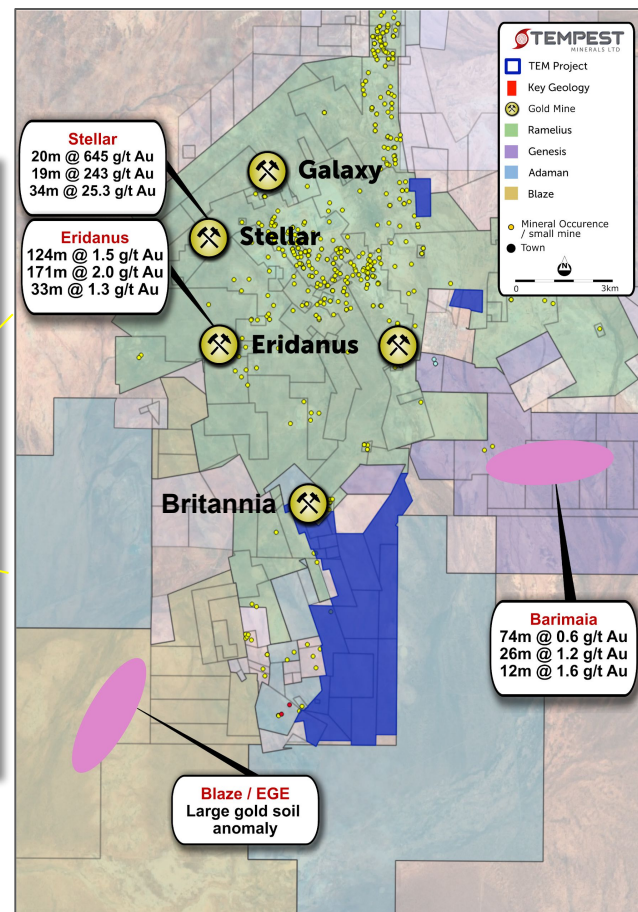 TEMPEST
MINERALS LTD
TEM Project
Key Geology
Gold Mine
Ramelius
Genesis
Adaman
Blaze
Mineral Occurence
/ small mine
Town
N
0 3km
Stellar
20m @ 645 g/t Au
19m @ 243 g/t Au
34m @ 25.3 g/t Au
Galaxy
Stellar
Eridanus
124m @ 1.5 g/t Au
171m @ 2.0 g/t Au
33m @ 1.3 g/t Au
Eridanus
Britannia
Barimaia
74m @ 0.6 g/t Au
26m @ 1.2 g/t Au
12m @ 1.6 g/t Au
Blaze / EGE
Large gold soil
anomaly